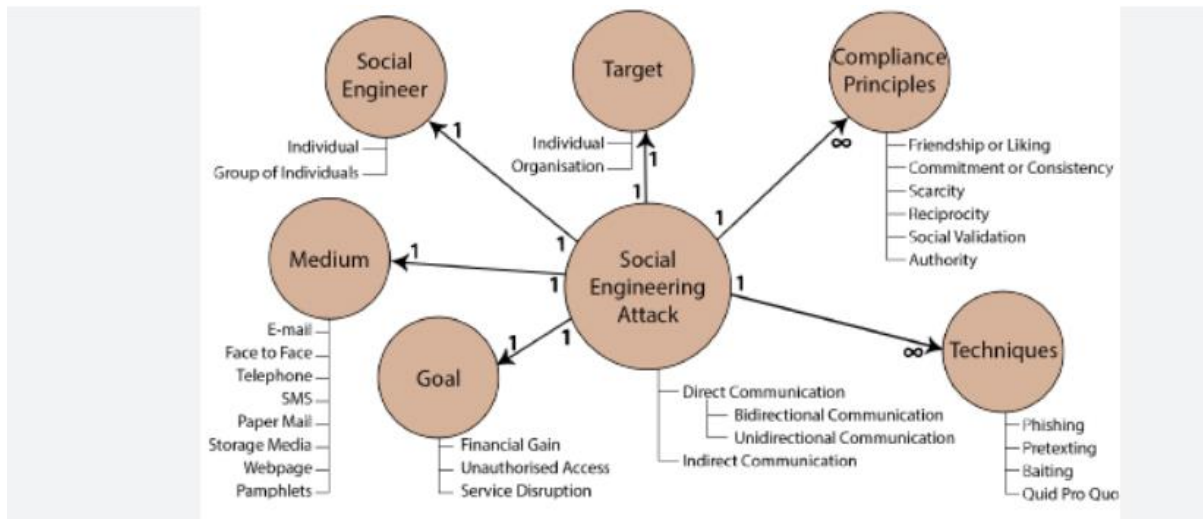 Social
Engineer
1
Individual
Group of Individuals
Target
1
Individual
Organisation
Compliance
Principles
∞
Friendship or Liking
Commitment or Consistency
Scarcity
Reciprocity
Social Validation
Authority
Medium
1
E-mail
Face to Face
Telephone
SMS
Paper Mail
Storage Media
Webpage
Pamphlets
Goal
1
Financial Gain
Unauthorised Access
Service Disruption
Social
Engineering
Attack
1
1
1
1
1
1
Direct Communication
Bidirectional Communication
Unidirectional Communication
Indirect Communication
Techniques
∞
Phishing
Pretexting
Baiting
Quid Pro Quo